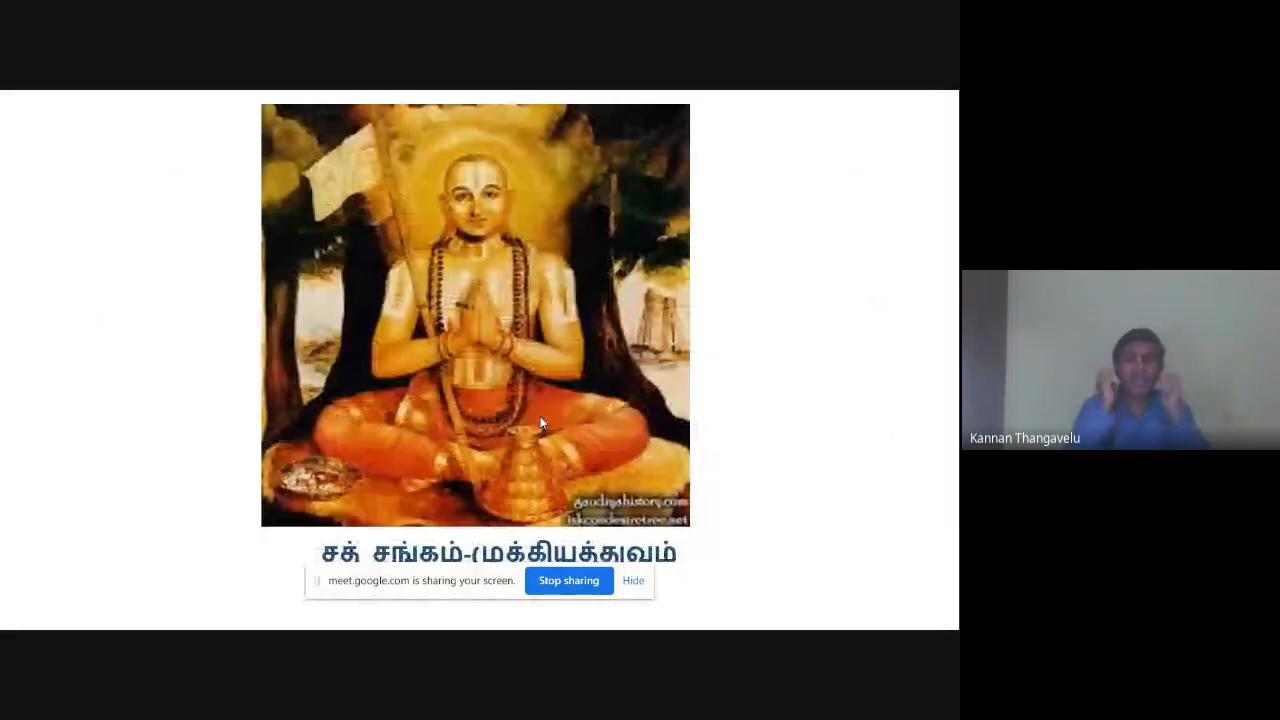 gaudiyahistory.com
iskcondesiretree.net
சத் சங்கம்-முக்கியத்துவம்
meet.google.com is sharing your screen. Stop sharing Hide
Kannan Thangavelu